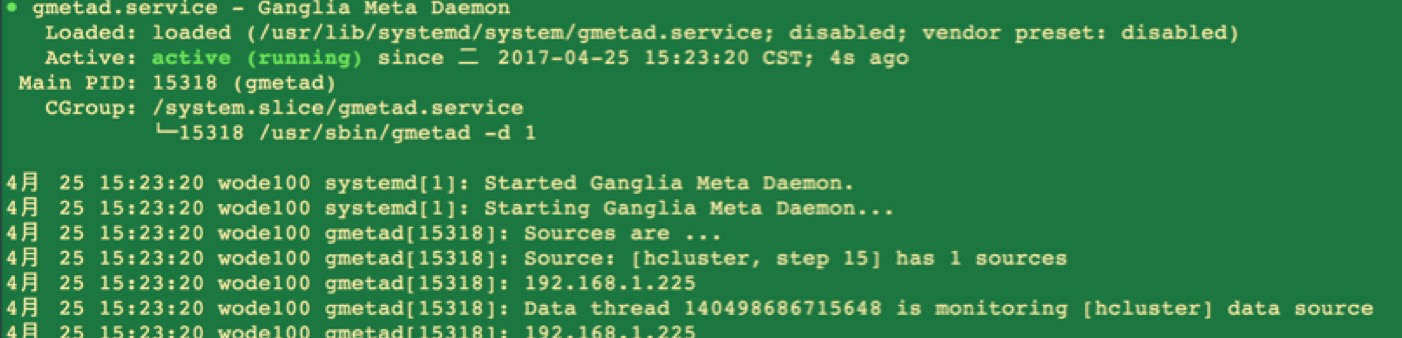 ● gmetad.service - Ganglia Meta Daemon
Loaded: loaded (/usr/lib/systemd/system/gmetad.service; disabled; vendor preset: disabled)
Active: active (running) since 二 2017-04-25 15:23:20 CST; 4s ago
Main PID: 15318 (gmetad)
CGroup: /system.slice/gmetad.service
└─15318 /usr/sbin/gmetad -d 1
4月 25 15:23:20 wode100 systemd[1]: Started Ganglia Meta Daemon.
4月 25 15:23:20 wode100 systemd[1]: Starting Ganglia Meta Daemon...
4月 25 15:23:20 wode100 gmetad[15318]: Sources are ...
4月 25 15:23:20 wode100 gmetad[15318]: Source: [hcluster, step 15] has 1 sources
4月 25 15:23:20 wode100 gmetad[15318]: 192.168.1.225
4月 25 15:23:20 wode100 gmetad[15318]: Data thread 140498686715648 is monitoring [hcluster] data source
4月 25 15:23:20 wode100 gmetad[15318]: 192.168.1.225